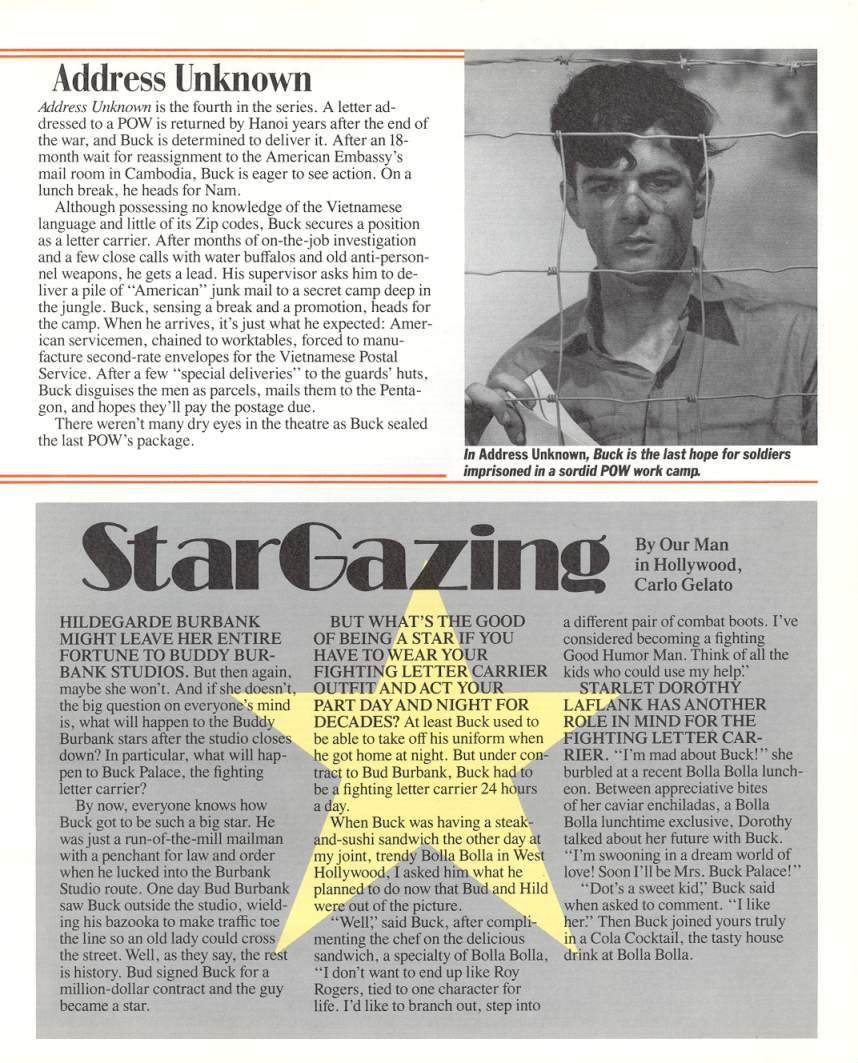 Address Unknown
Address Unknown is the fourth in the series. A letter ad-
dressed to a POW is returned by Hanoi years after the end of
the war, and Buck is determined to deliver it. After an 18-
month wait for reassignment to the American Embassy's
mail room in Cambodia, Buck is eager to see action. On a
lunch break, he heads for Nam.
Although possessing no knowledge of the Vietnamese
language and little of its Zip codes, Buck secures a position
as a letter carrier. After months of on-the-job investigation
and a few close calls with water buffalos and old anti-person-
nel weapons, he gets a lead. His supervisor asks him to de-
liver a pile of “American” junk mail to a secret camp deep in
the jungle. Buck, sensing a break and a promotion, heads for
the camp. When he arrives, it's just what he expected: Amer-
ican servicemen, chained to worktables, forced to manu-
facture second-rate envelopes for the Vietnamese Postal
Service. After a few “special deliveries” to the guards' huts,
Buck disguises the men as parcels, mails them to the Penta-
gon, and hopes they'll pay the postage due.
There weren't many dry eyes in the theatre as Buck sealed
the last POW's package.
In Address Unknown, Buck is the last hope for soldiers
imprisoned in a sordid POW work camp.
StarGazing
By Our Man
in Hollywood,
Carlo Gelato
HILDEGARDE BURBANK
MIGHT LEAVE HER ENTIRE
FORTUNE TO BUDDY BUR-
BANK STUDIOS. But then again,
maybe she won't. And if she doesn't,
the big question on everyone's mind
is, what will happen to the Buddy
Burbank stars after the studio closes
down? In particular, what will hap-
pen to Buck Palace, the fighting
letter carrier?
By now, everyone knows how
Buck got to be such a big star. He
was just a run-of-the-mill mailman
with a penchant for law and order
when he lucked into the Burbank
Studio route. One day Bud Burbank
saw Buck outside the studio, wield-
ing his bazooka to make traffic toe
the line so an old lady could cross
the street. Well, as they say, the rest
is history. Bud signed Buck for a
million-dollar contract and the guy
became a star.
BUT WHAT'S THE GOOD
OF BEING A STAR IF YOU
HAVE TO WEAR YOUR
FIGHTING LETTER CARRIER
OUTFIT AND ACT YOUR
PART DAY AND NIGHT FOR
DECADES? At least Buck used to
be able to take off his uniform when
he got home at night. But under con-
tract to Bud Burbank, Buck had to
be a fighting letter carrier 24 hours
a day.
When Buck was having a steak-
and-sushi sandwich the other day at
my joint, trendy Bolla Bolla in West
Hollywood, I asked him what he
planned to do now that Bud and Hild
were out of the picture.
“Well,” said Buck, after compli-
menting the chef on the delicious
sandwich, a specialty of Bolla Bolla,
“I don't want to end up like Roy
Rogers, tied to one character for
life. I'd like to branch out, step into
a different pair of combat boots. I've
considered becoming a fighting
Good Humor Man. Think of all the
kids who could use my help.”
STARLET DOROTHY
LAFLANK HAS ANOTHER
ROLE IN MIND FOR THE
FIGHTING LETTER CAR-
RIER. “I'm mad about Buck!” she
burbled at a recent Bolla Bolla lunch-
eon. Between appreciative bites
of her caviar enchiladas, a Bolla
Bolla lunchtime exclusive, Dorothy
talked about her future with Buck.
“I'm swooning in a dream world of
love! Soon I'll be Mrs. Buck Palace!”
“Dot's a sweet kid,” Buck said
when asked to comment. “I like
her.” Then Buck joined yours truly
in a Cola Cocktail, the tasty house
drink at Bolla Bolla.